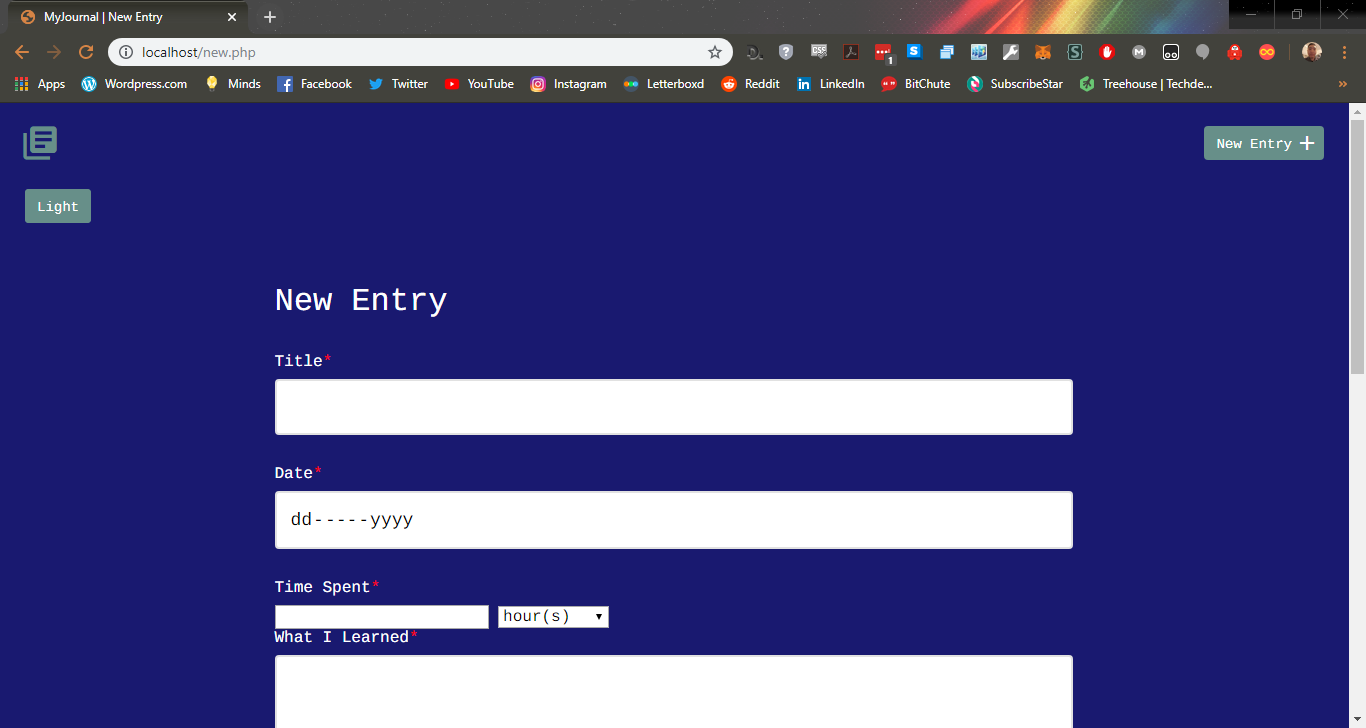 MyJournal | New Entry
localhost/new.php
1
Apps Wordpress.com Minds Facebook Twitter YouTube Instagram Letterboxd Reddit LinkedIn BitChute SubscribeStar Treehouse | Techde...
New Entry
Light
New Entry
Title*
Date*
dd-----yyyy
Time Spent*
hour(s)
What I Learned*